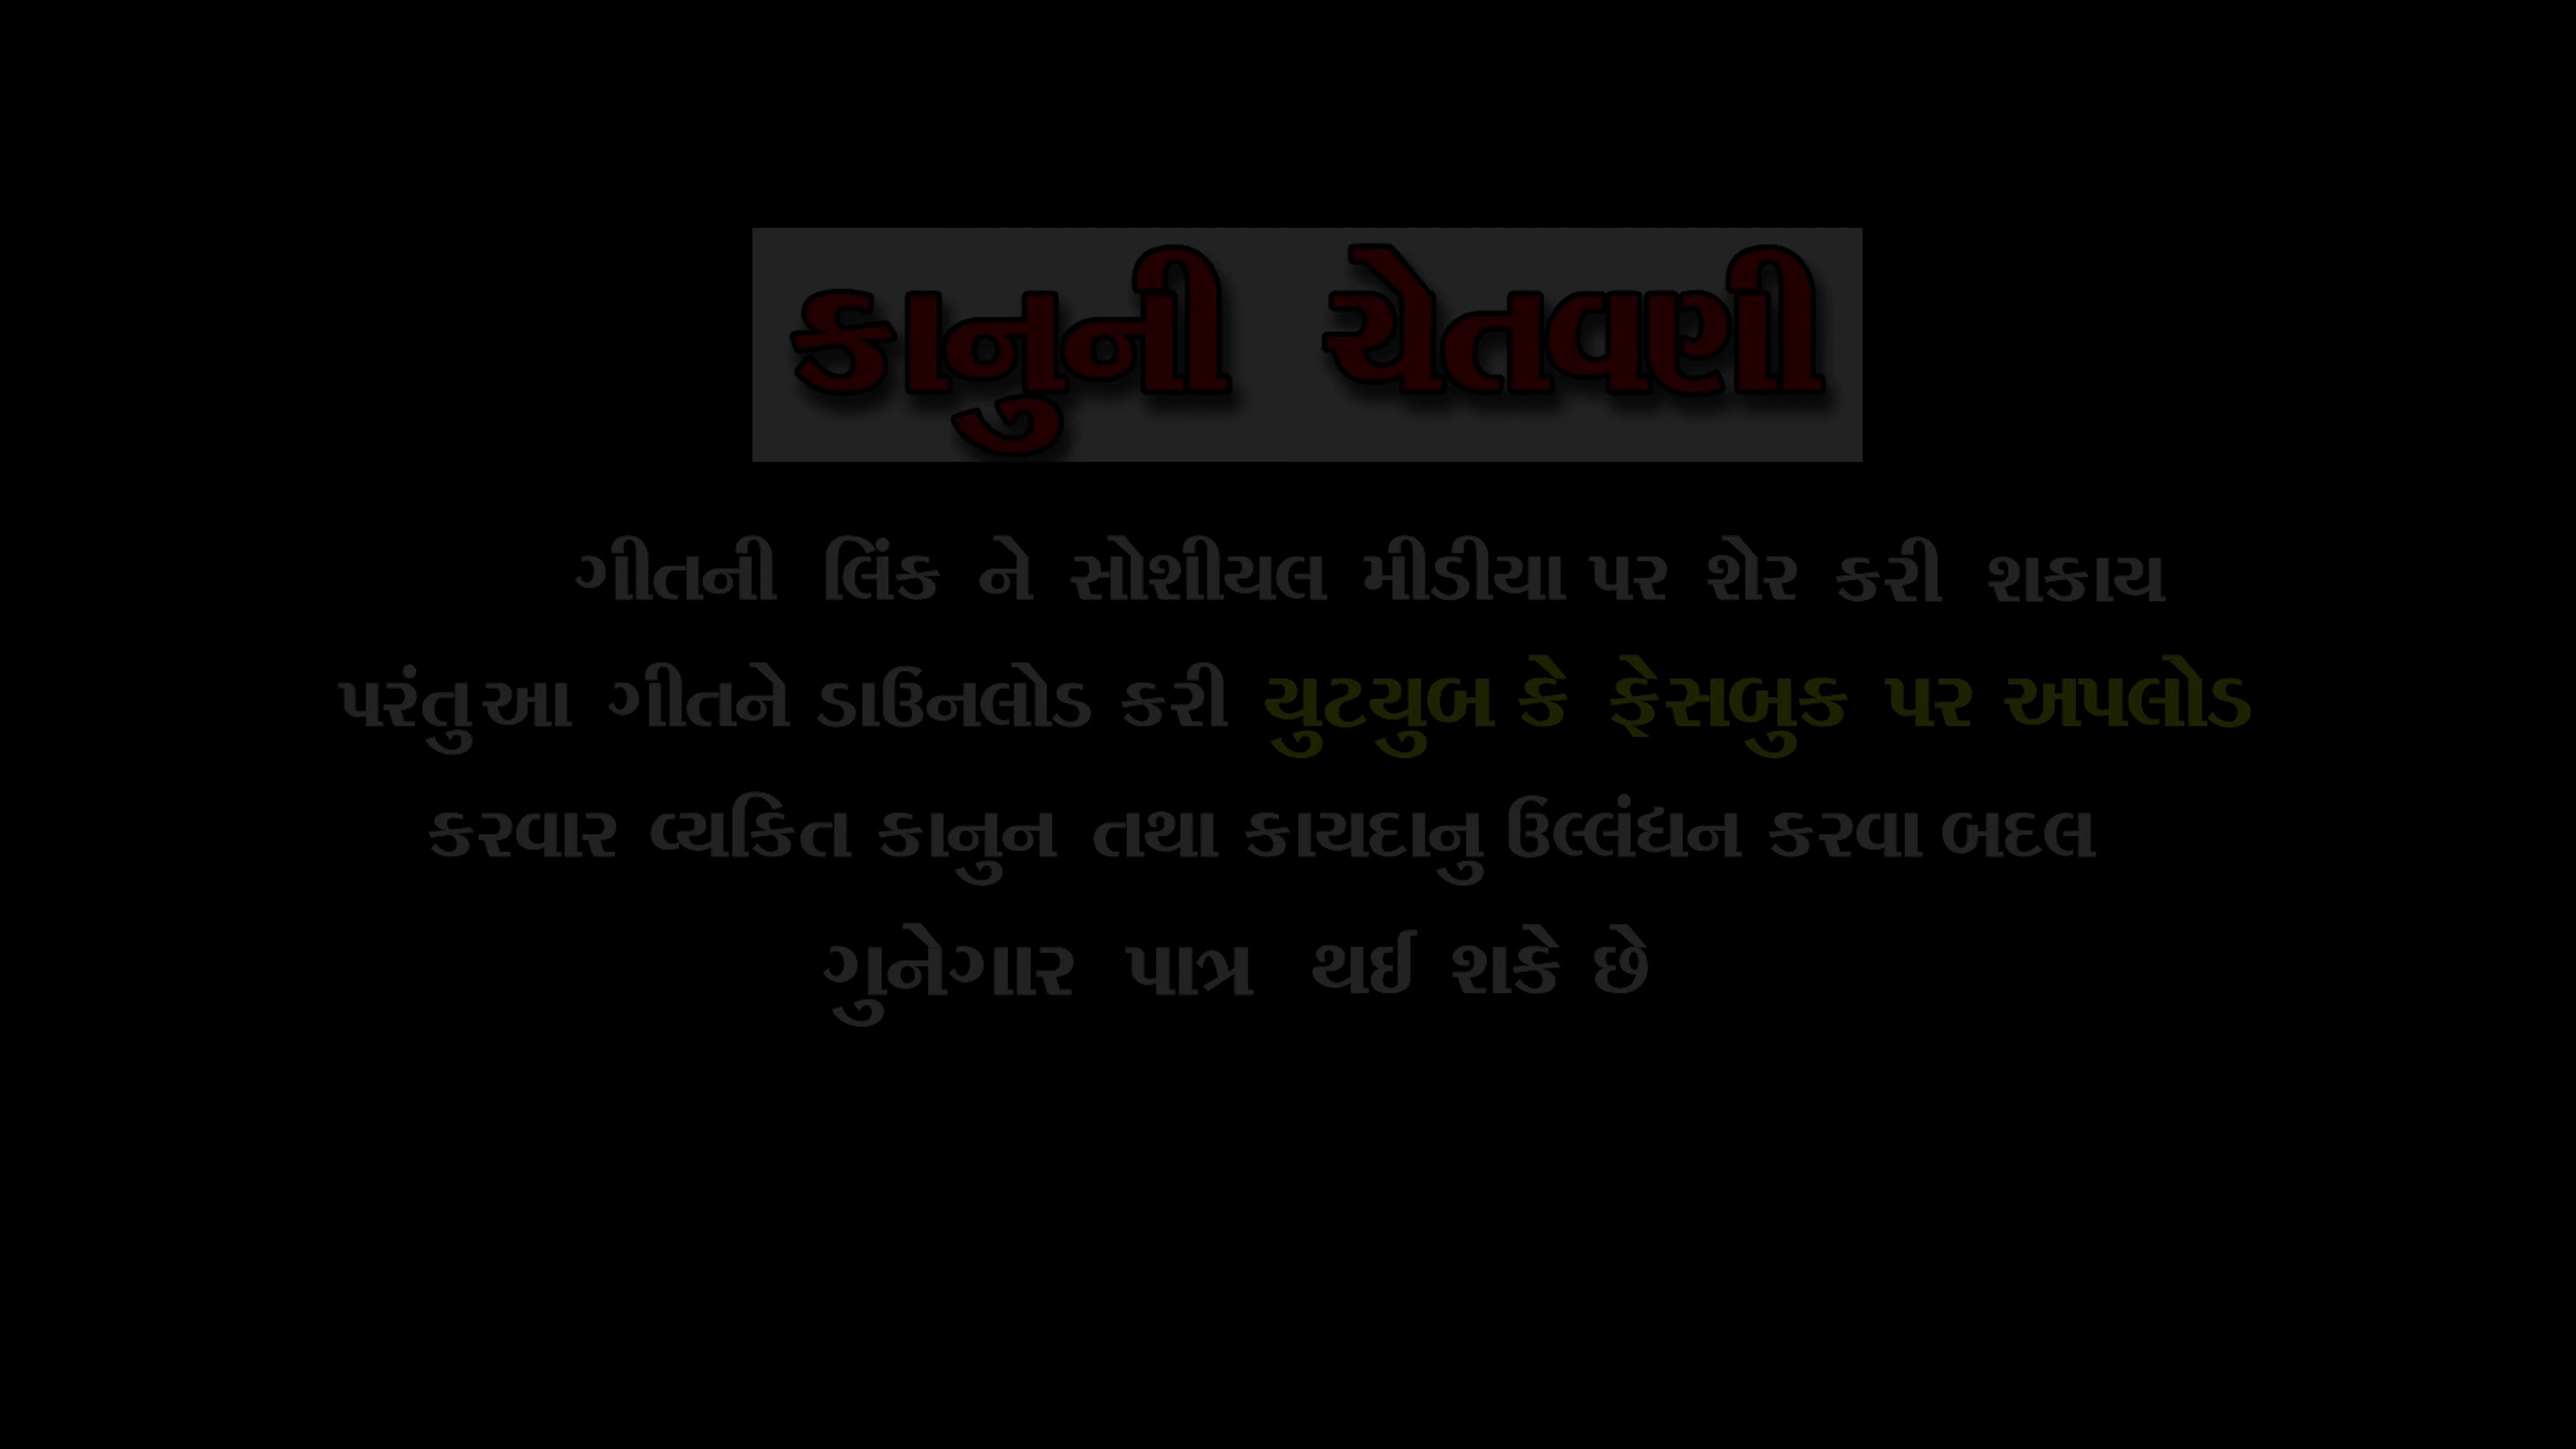 કાનુની ચેતવણી
ગીતની લિંક ને સોશીયલ મીડીયા પર શેર કરી શકાય
પરંતુ આ ગીતને ડાઉનલોડ કરી યુટયુબ કે ફેસબુક પર અપલોડ
કરવાર વ્યકિત કાનુન તથા કાયદાનુ ઉલ્લંઘન કરવા બદલ
ગુનેગાર પાત્ર થઈ શકે છે